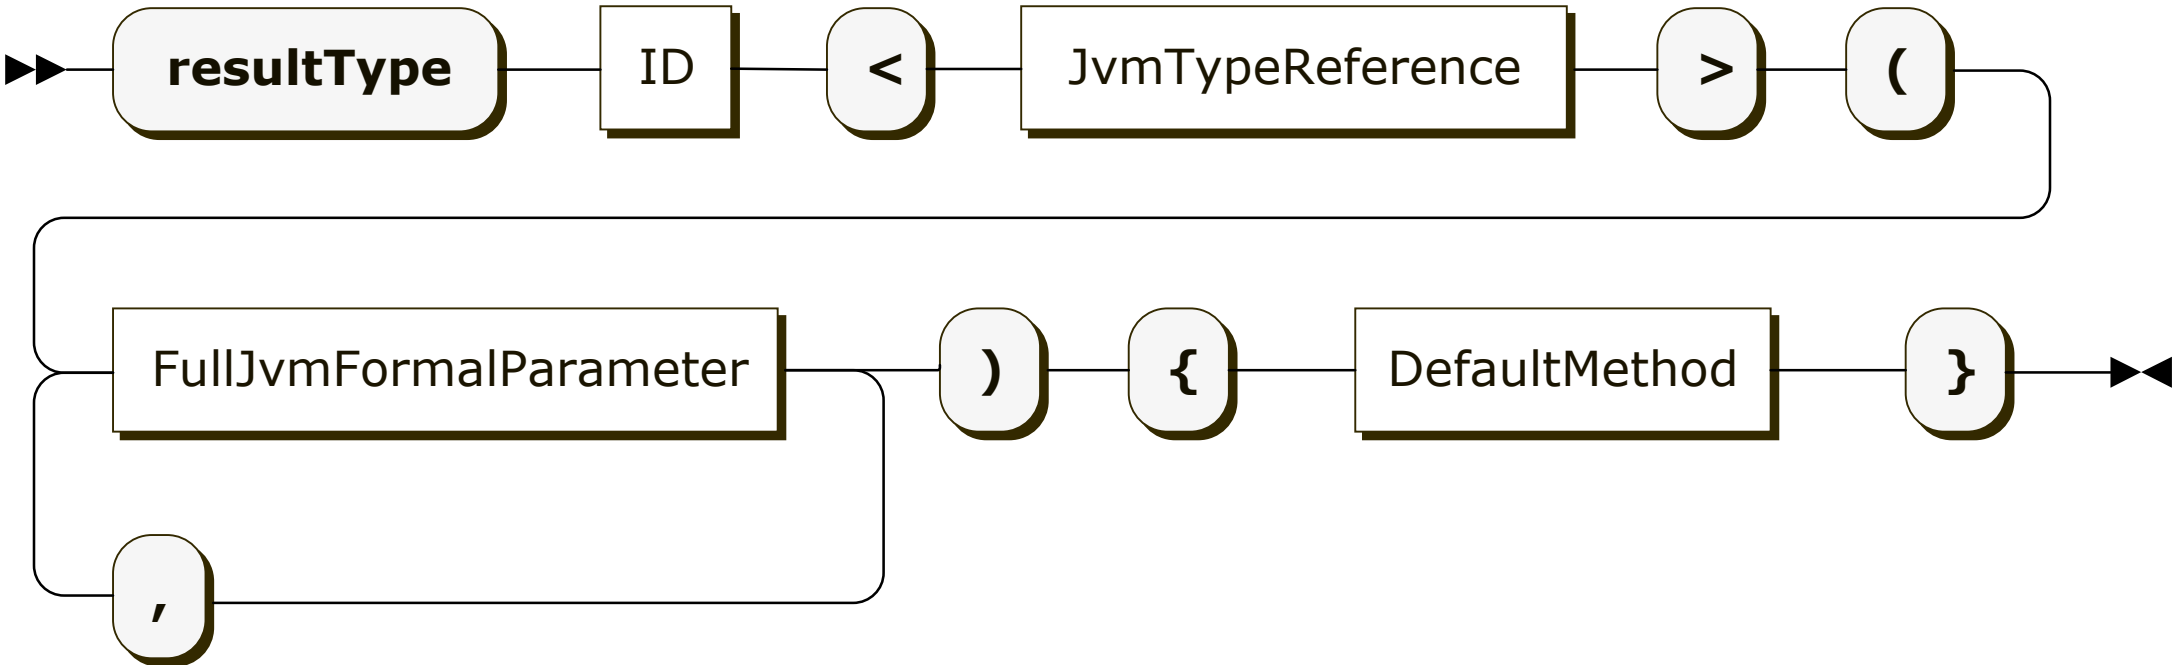 resultType ID < JvmTypeReference > (
FullJvmFormalParameter ) { DefaultMethod }
,